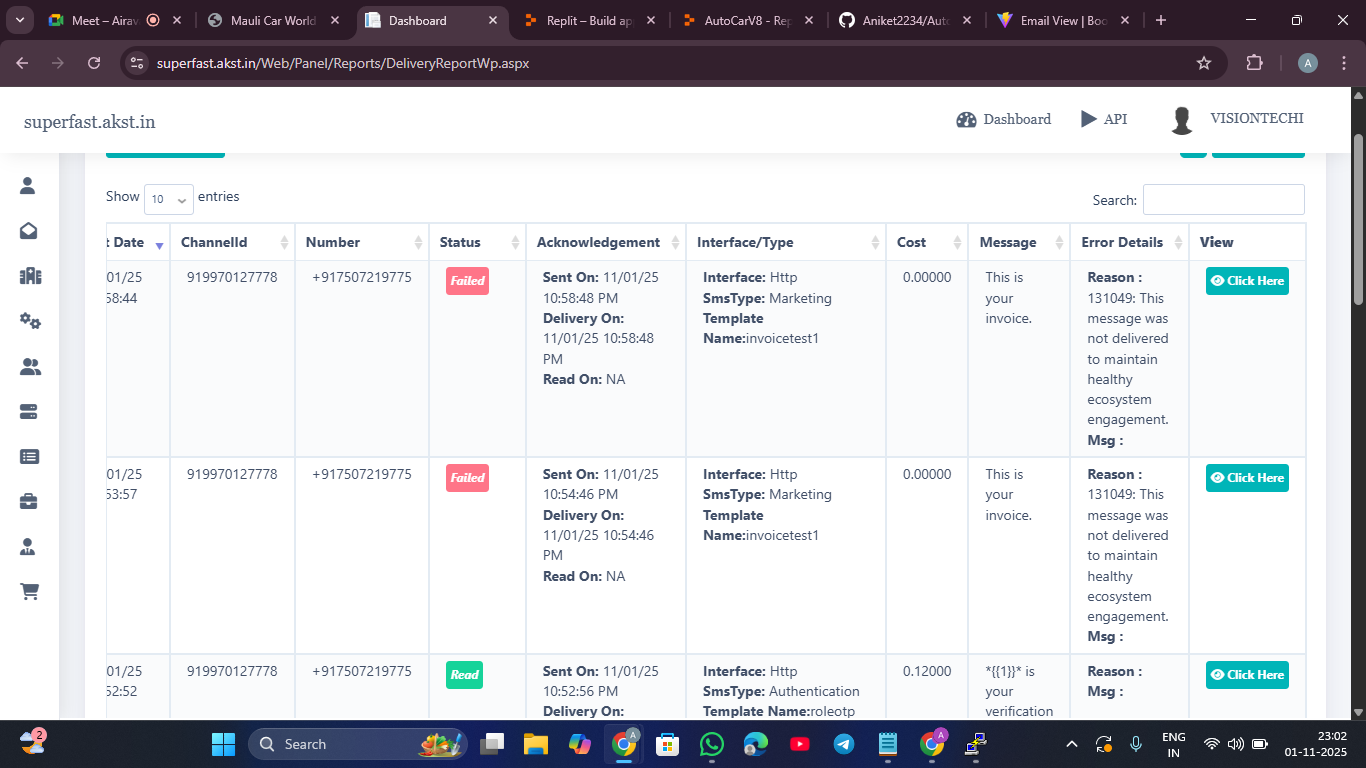 Meet – Airav
Mauli Car World
Dashboard
Replit – Build ap
AutoCarV8 - Rep
Aniket2234/Auto
Email View | Boo
superfast.akst.in/Web/Panel/Reports/DeliveryReportWp.aspx
A
superfast.akst.in
Dashboard
API
VISIONTECHI
Show 10 entries
Search:
t Date ChannelId Number Status Acknowledgement Interface/Type Cost Message Error Details View
01/25 919970127778 +917507219775 Failed Sent On: 11/01/25 Interface: Http 0.00000 This is Reason : Click Here
58:44 10:58:48 PM SmsType: Marketing your 131049: This
Delivery On: Template invoice. message was
11/01/25 10:58:48 Name:invoicetest1 not delivered
PM to maintain
Read On: NA healthy
ecosystem
engagement.
Msg :
01/25 919970127778 +917507219775 Failed Sent On: 11/01/25 Interface: Http 0.00000 This is Reason : Click Here
53:57 10:54:46 PM SmsType: Marketing your 131049: This
Delivery On: Template invoice. message was
11/01/25 10:54:46 Name:invoicetest1 not delivered
PM to maintain
Read On: NA healthy
ecosystem
engagement.
Msg :
01/25 919970127778 +917507219775 Read Sent On: 11/01/25 Interface: Http 0.12000 *{{1}}* is Reason : Click Here
52:52 10:52:56 PM SmsType: Authentication your Msg :
Delivery On: Template Name:roleotp verification
2
Search
A
A
ENG
IN
23:02
01-11-2025